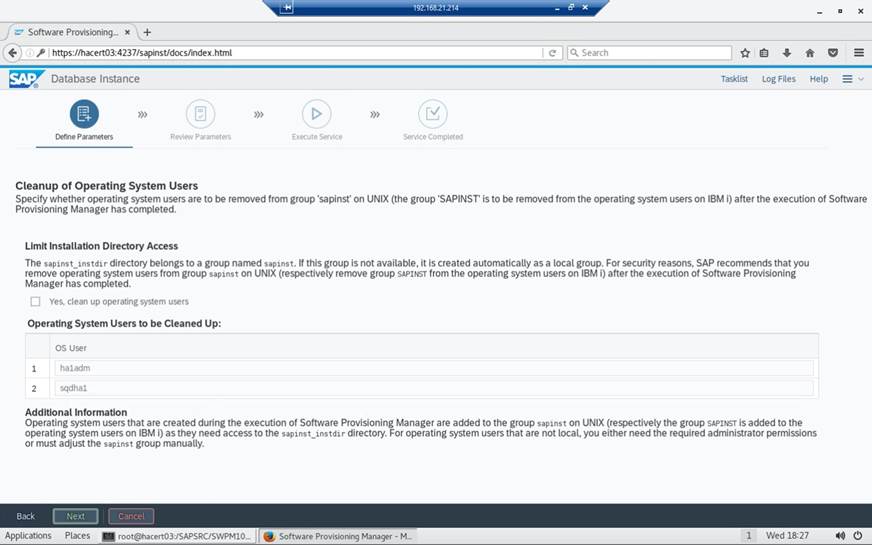 192.168.21.214
Software Provisioning... × +
https://hacert03:4237/sapinst/docs/index.html
Search
SAP Database Instance
Tasklist Log Files Help
Define Parameters
Review Parameters
Execute Service
Service Completed
Cleanup of Operating System Users
Specify whether operating system users are to be removed from group 'sapinst' on UNIX (the group 'SAPINST' is to be removed from the operating system users on IBM i) after the execution of Software
Provisioning Manager has completed.
Limit Installation Directory Access
The sapinst_instdir directory belongs to a group named sapinst. If this group is not available, it is created automatically as a local group. For security reasons, SAP recommends that you
remove operating system users from group sapinst on UNIX (respectively remove group SAPINST from the operating system users on IBM i) after the execution of Software Provisioning
Manager has completed.
Yes, clean up operating system users
Operating System Users to be Cleaned Up:
OS User
1 ha1adm
2 sqdha1
Additional Information
Operating system users that are created during the execution of Software Provisioning Manager are added to the group sapinst on UNIX (respectively the group SAPINST is added to the
operating system users on IBM i) as they need access to the sapinst_instdir directory. For operating system users that are not local, you either need the required administrator permissions
or must adjust the sapinst group manually.
Back Next Cancel
Applications Places root@hacert03:/SAPSRC/SWPM10... Software Provisioning Manager - M... 1 Wed 18:27